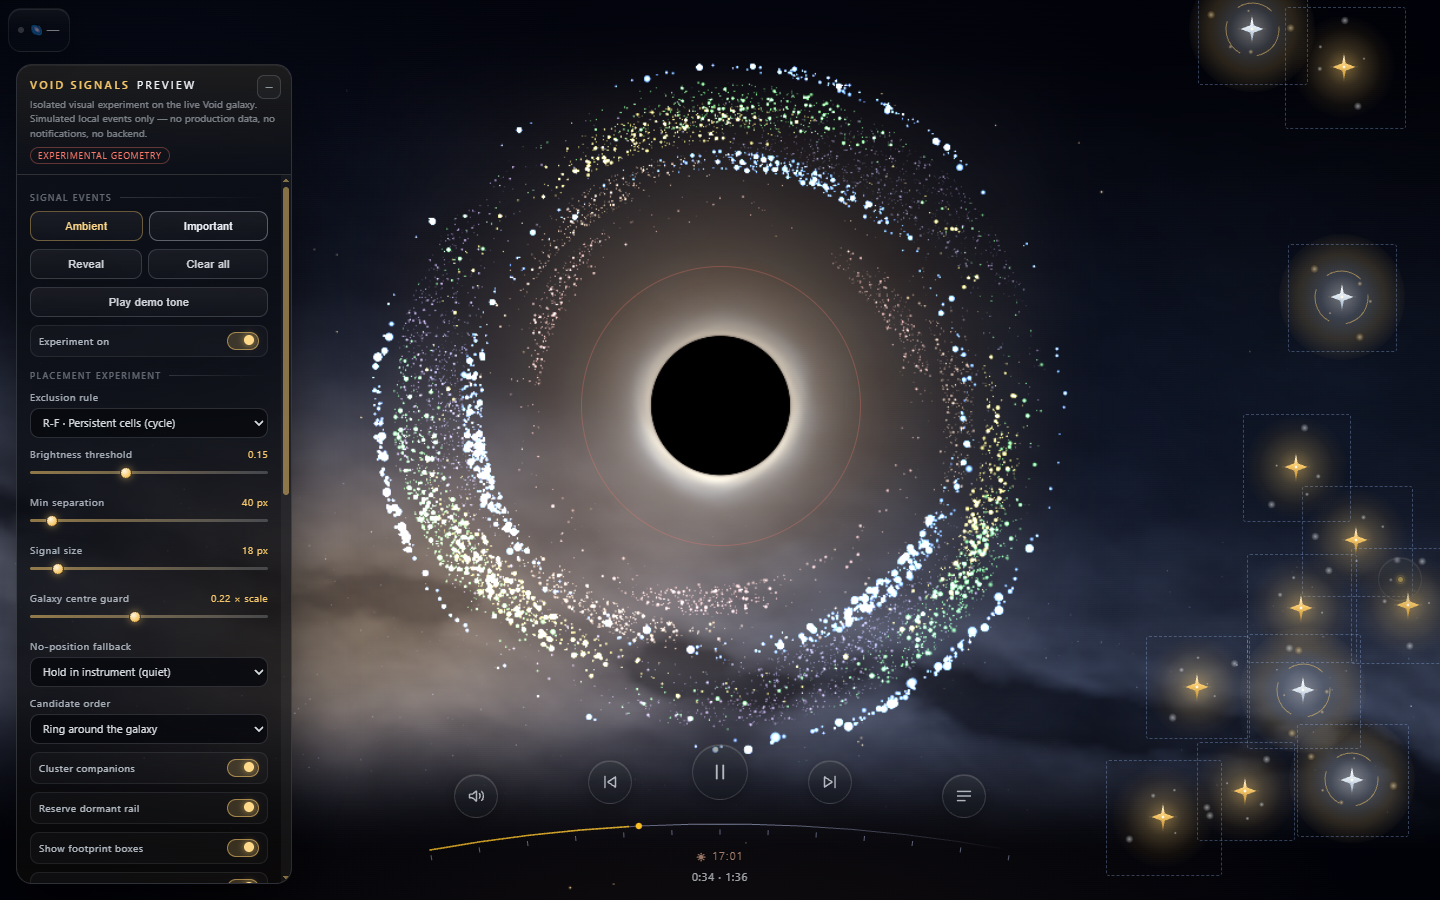 VOID SIGNALS PREVIEW
Isolated visual experiment on the live Void galaxy.
Simulated local events only — no production data, no
notifications, no backend.
EXPERIMENTAL GEOMETRY
SIGNAL EVENTS
Ambient
Important
Reveal
Clear all
Play demo tone
Experiment on
PLACEMENT EXPERIMENT
Exclusion rule
R-F · Persistent cells (cycle)
Brightness threshold 0.15
Min separation 40 px
Signal size 18 px
Galaxy centre guard 0.22 × scale
No-position fallback
Hold in instrument (quiet)
Candidate order
Ring around the galaxy
Cluster companions
Reserve dormant rail
Show footprint boxes
17:01
0:34 · 1:36